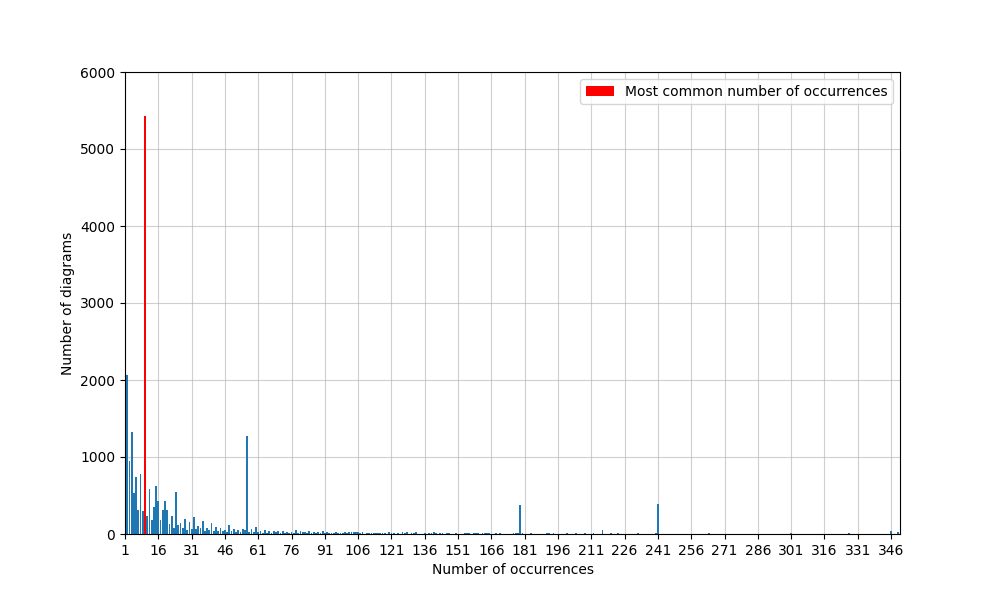 6000
5000
4000
3000
2000
1000
0
Number of diagrams
Most common number of occurrences
1 16 31 46 61 76 91 106 121 136 151 166 181 196 211 226 241 256 271 286 301 316 331 346
Number of occurrences